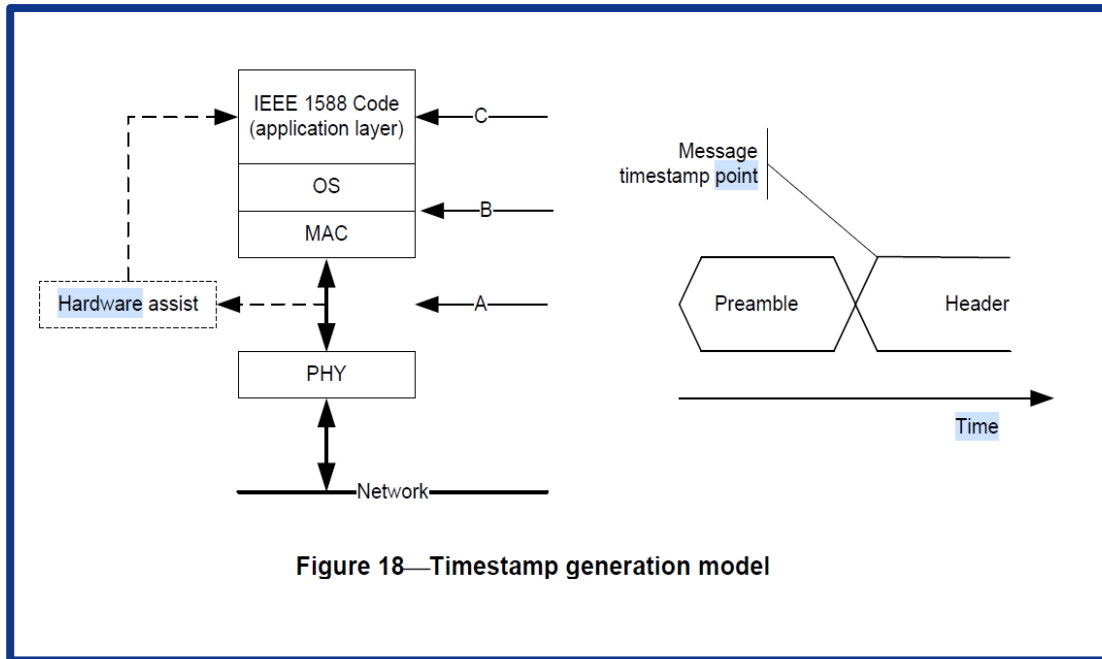 IEEE 1588 Code
(application layer)
C
OS
B
MAC
Hardware assist
A
PHY
Network
Message
timestamp point
Preamble
Header
Time
Figure 18—Timestamp generation model